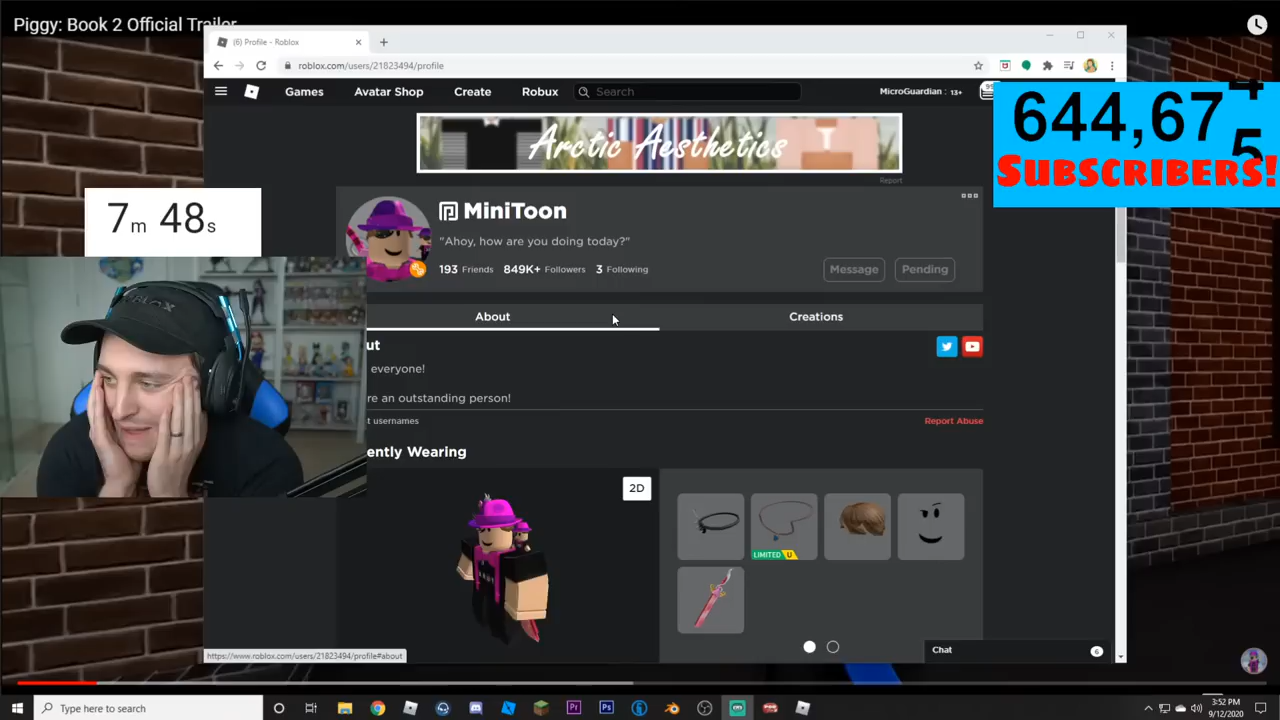 Piggy: Book 2 Official Trailer
(6) Profile - Roblox
roblox.com/users/21823494/profile
Games Avatar Shop Create Robux Search MicroGuardian : 13+
Arctic Aesthetics
Report
644,67
SUBSCRIBERS!
7m 48s
MiniToon
"Ahoy, how are you doing today?"
193 Friends 849K+ Followers 3 Following Message Pending
About Creations
ut
everyone!
re an outstanding person!
t usernames Report Abuse
ently Wearing
2D
LIMITED U
ROBLOX
Chat 6
https://www.roblox.com/users/21823494/profile#about
Type here to search
3:52 PM
9/12/2020